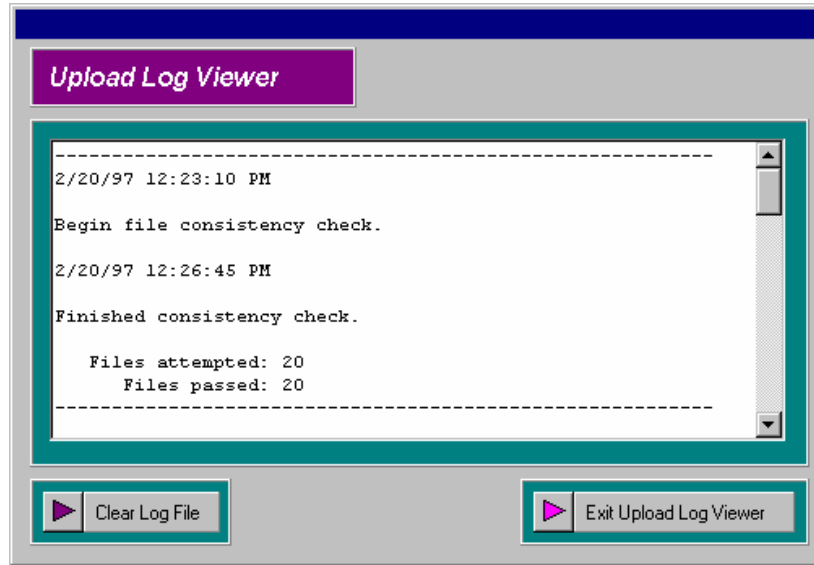 Upload Log Viewer
----------------------------------------------------------
2/20/97 12:23:10 PM
Begin file consistency check.
2/20/97 12:26:45 PM
Finished consistency check.
Files attempted: 20
Files passed: 20
----------------------------------------------------------
Clear Log File
Exit Upload Log Viewer